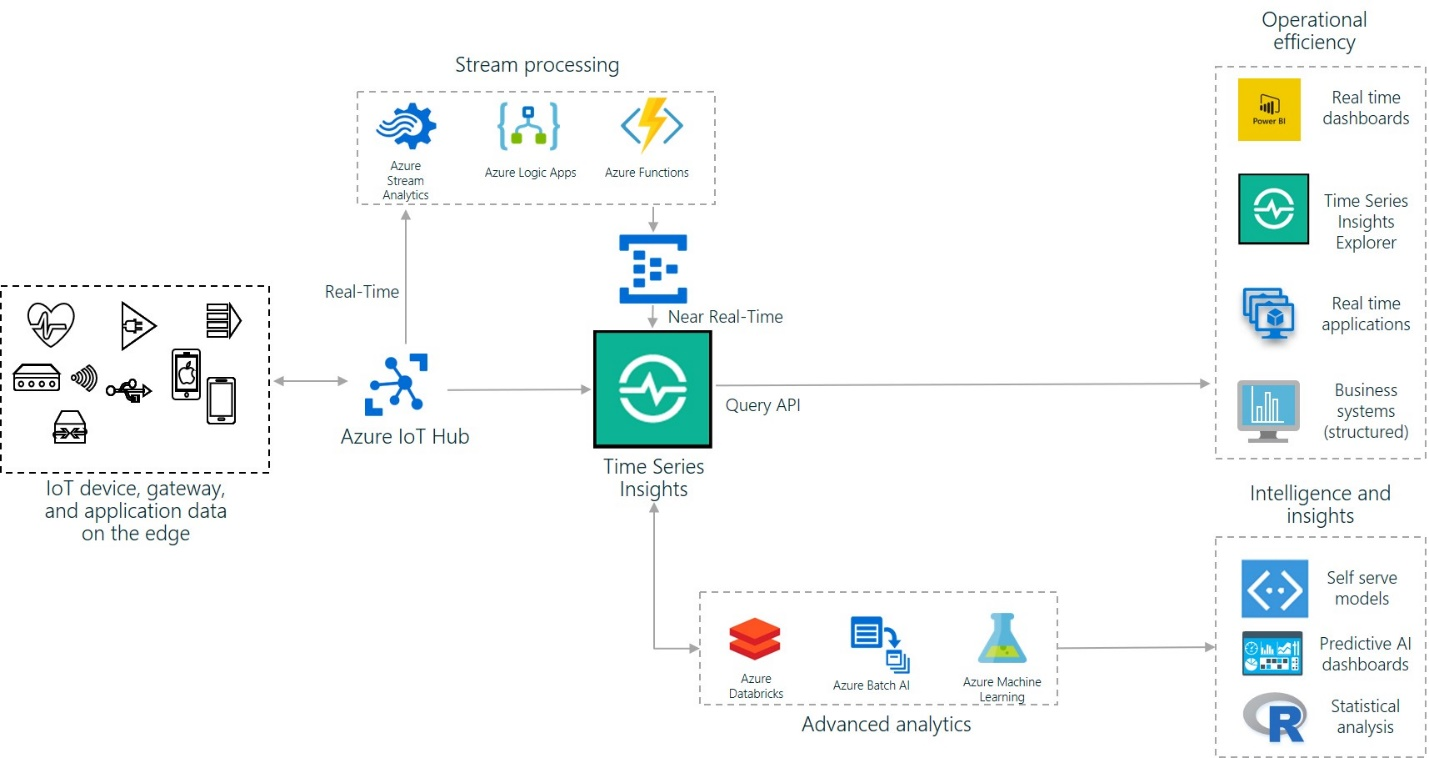 Operational
efficiency
Stream processing
Power BI
Real time
dashboards
Azure
Stream
Analytics
Azure Logic Apps
Azure Functions
Time Series
Insights
Explorer
Real-Time
Near Real-Time
Real time
applications
Query API
Business
systems
(structured)
Azure IoT Hub
Time Series
Insights
IoT device, gateway,
and application data
on the edge
Intelligence and
insights
Self serve
models
Predictive AI
dashboards
Azure
Databricks
Azure Batch AI
Azure Machine
Learning
Statistical
analysis
R
Advanced analytics